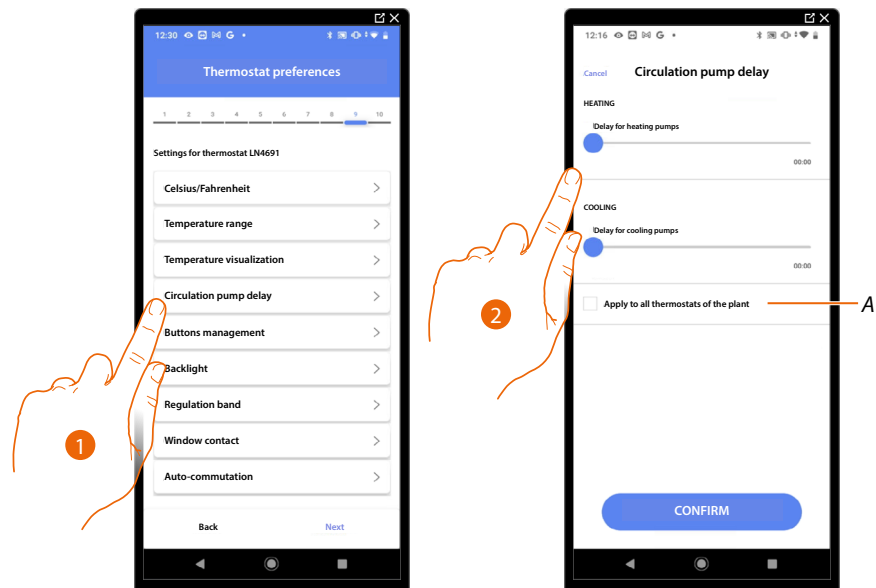 12:30 G
Thermostat preferences
1 2 3 4 5 6 7 8 9 10
Settings for thermostat LN4691
Celsius/Fahrenheit
Temperature range
Temperature visualization
Circulation pump delay
Buttons management
Backlight
Regulation band
Window contact
Auto-commutation
Back Next
1
12:16 G
Cancel Circulation pump delay
HEATING
Delay for heating pumps
00:00
COOLING
Delay for cooling pumps
00:00
Apply to all thermostats of the plant
A
CONFIRM
2